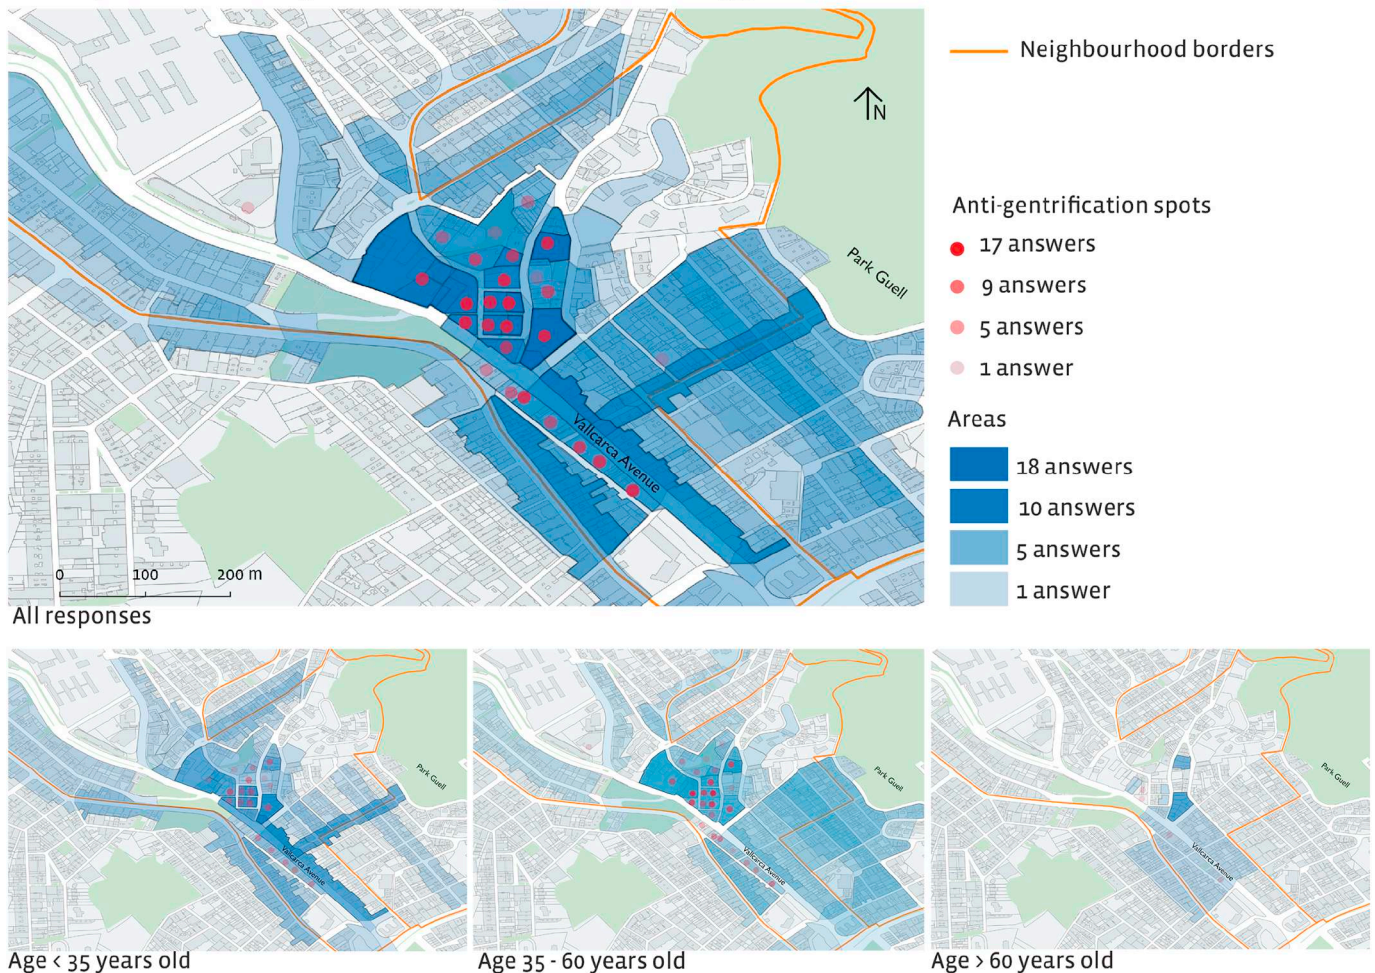 Neighbourhood borders
N
Park Guell
Anti-gentrification spots
17 answers
9 answers
5 answers
1 answer
Areas
18 answers
10 answers
5 answers
1 answer
Vallcarca Avenue
0 100 200 m
All responses
Park Guell
Vallcarca Avenue
Age < 35 years old
Park Guell
Vallcarca Avenue
Age 35 - 60 years old
Park Guell
Vallcarca Avenue
Age > 60 years old